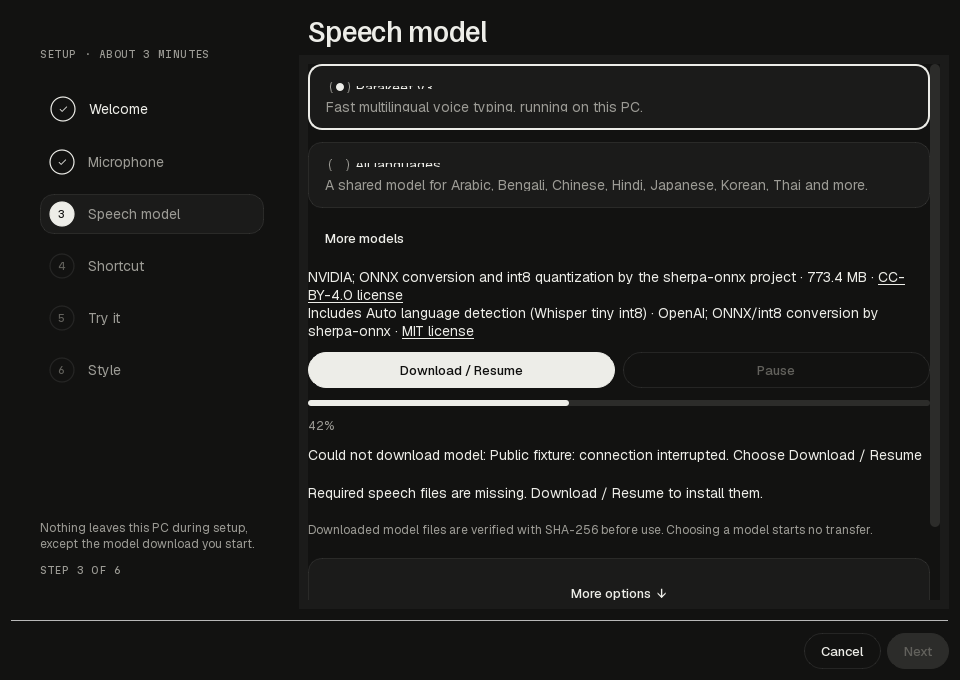 Speech model
SETUP · ABOUT 3 MINUTES
Welcome
Microphone
3 Speech model
4 Shortcut
5 Try it
6 Style
Nothing leaves this PC during setup,
except the model download you start.
STEP 3 OF 6
(●) Parakeet v3
Fast multilingual voice typing, running on this PC.
( ) All languages
A shared model for Arabic, Bengali, Chinese, Hindi, Japanese, Korean, Thai and more.
More models
NVIDIA; ONNX conversion and int8 quantization by the sherpa-onnx project · 773.4 MB · CC-
BY-4.0 license
Includes Auto language detection (Whisper tiny int8) · OpenAI; ONNX/int8 conversion by
sherpa-onnx · MIT license
Download / Resume
Pause
42%
Could not download model: Public fixture: connection interrupted. Choose Download / Resume
Required speech files are missing. Download / Resume to install them.
Downloaded model files are verified with SHA-256 before use. Choosing a model starts no transfer.
More options ↓
Cancel
Next